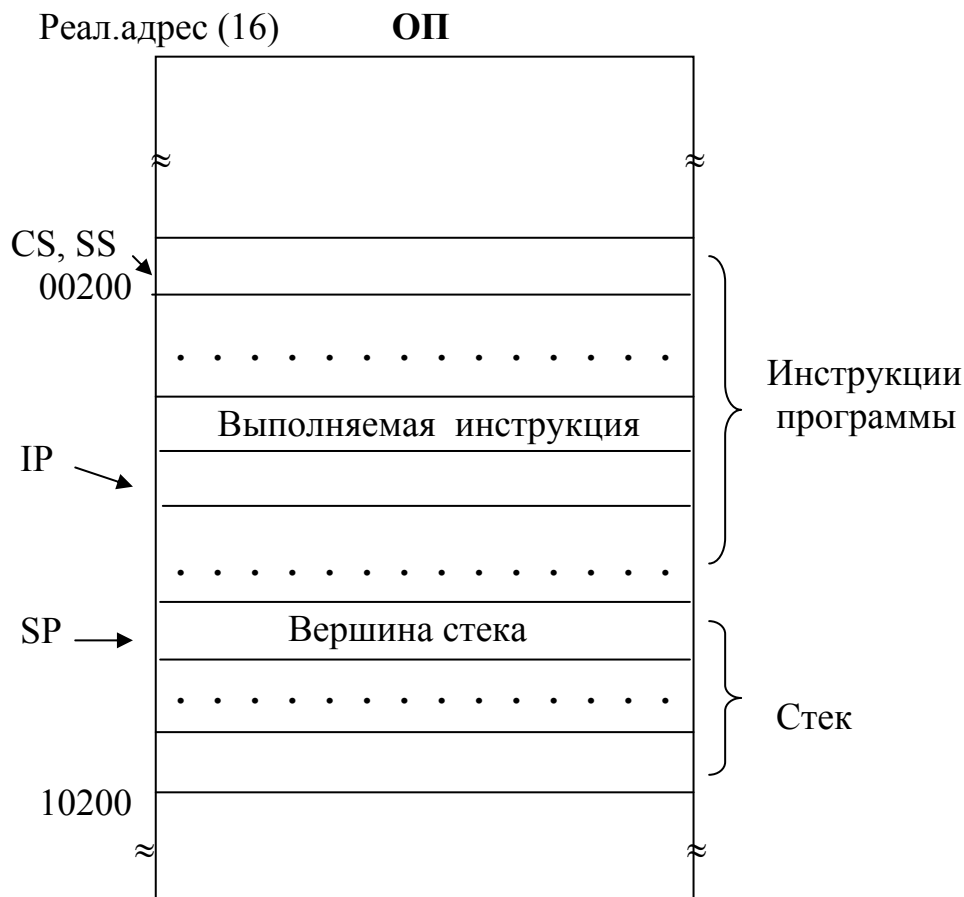 Реал.адрес (16) ОП
CS, SS
00200
Инструкции
программы
Выполняемая инструкция
IP
SP
Вершина стека
Стек
10200